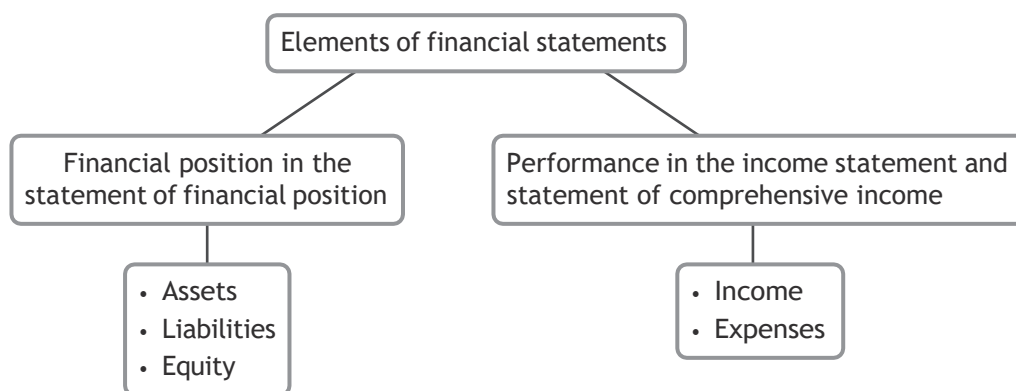 Elements of financial statements
Financial position in the
statement of financial position
Performance in the income statement and
statement of comprehensive income
• Assets
• Liabilities
• Equity
• Income
• Expenses